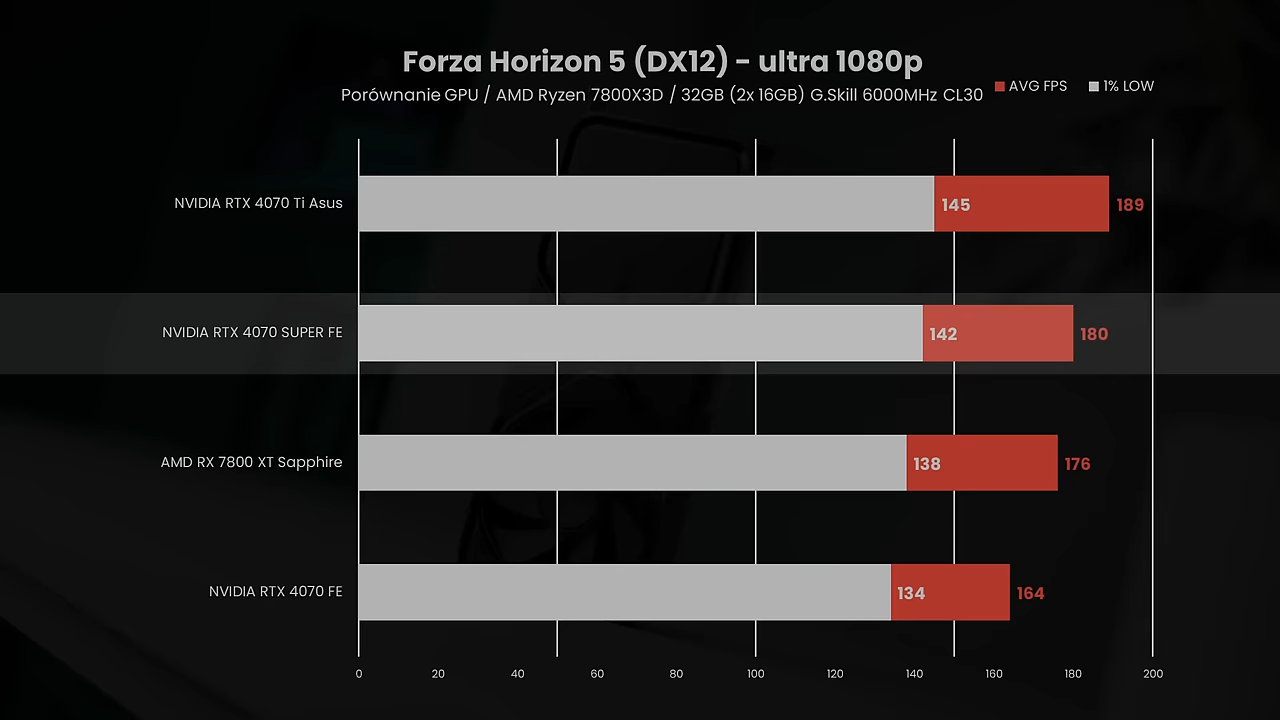 Forza Horizon 5 (DX12) - ultra 1080p
Porównanie GPU / AMD Ryzen 7800X3D / 32GB (2x 16GB) G.Skill 6000MHz CL30
AVG FPS 1% LOW
NVIDIA RTX 4070 Ti Asus 145 189
NVIDIA RTX 4070 SUPER FE 142 180
AMD RX 7800 XT Sapphire 138 176
NVIDIA RTX 4070 FE 134 164
0 20 40 60 80 100 120 140 160 180 200